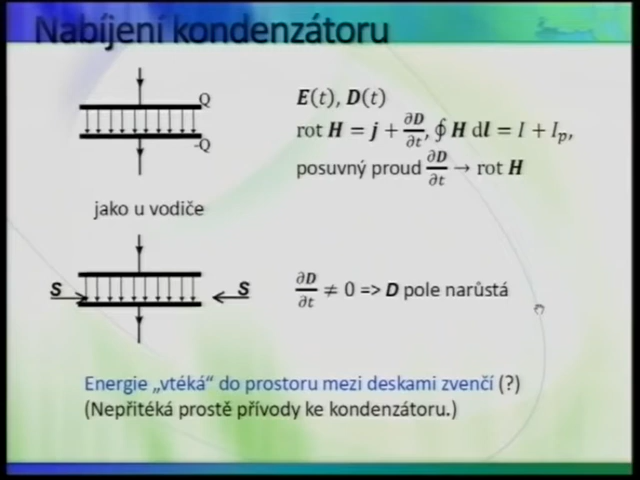 Nabíjení kondenzátoru
Q
-Q
E(t), D(t)
rot H = j + ∂D/∂t, ∮ H dl = I + Iₚ,
posuvný proud ∂D/∂t → rot H
jako u vodiče
S
S
∂D/∂t ≠ 0 => D pole narůstá
Energie „vtéká“ do prostoru mezi deskami zvenčí (?)
(Nepřitéká prostě přívody ke kondenzátoru.)